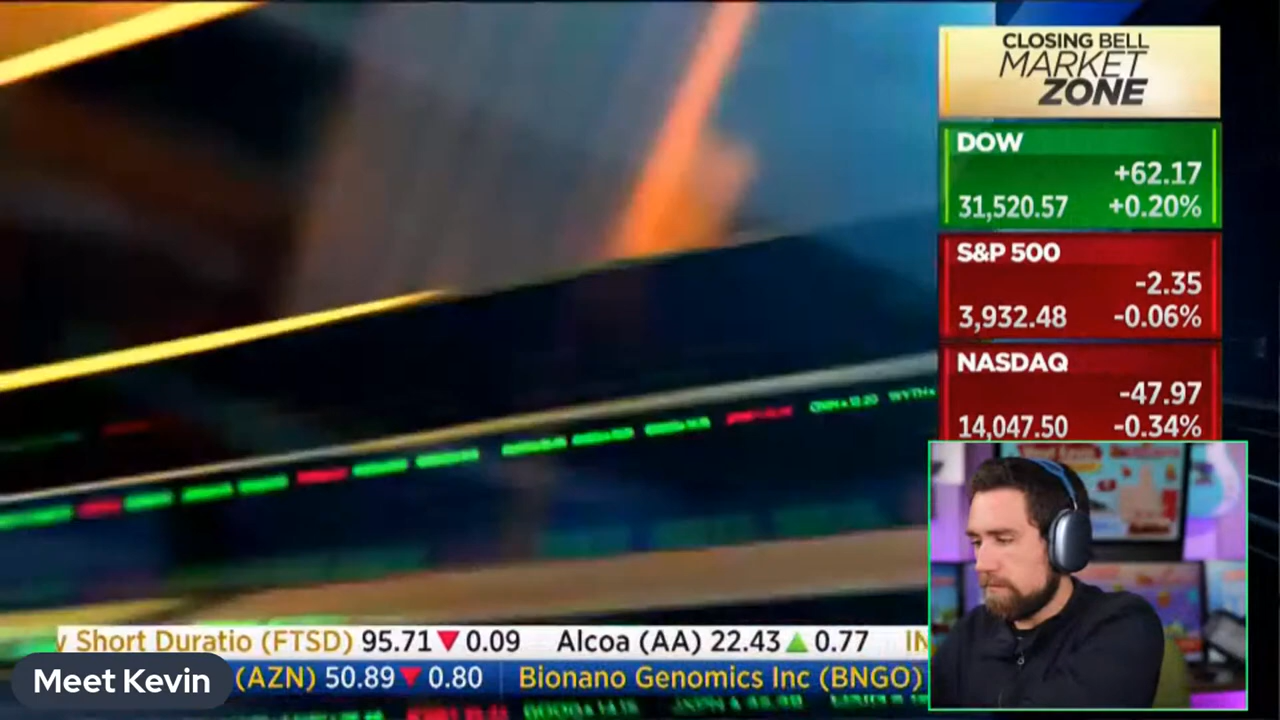 CLOSING BELL
MARKET
ZONE
DOW
+62.17
31,520.57 +0.20%
S&P 500
-2.35
3,932.48 -0.06%
NASDAQ
-47.97
14,047.50 -0.34%
Short Duratio (FTSD) 95.71 ▼ 0.09 Alcoa (AA) 22.43 ▲ 0.77 IN
Meet Kevin
(AZN) 50.89 ▼ 0.80 Bionano Genomics Inc (BNGO)